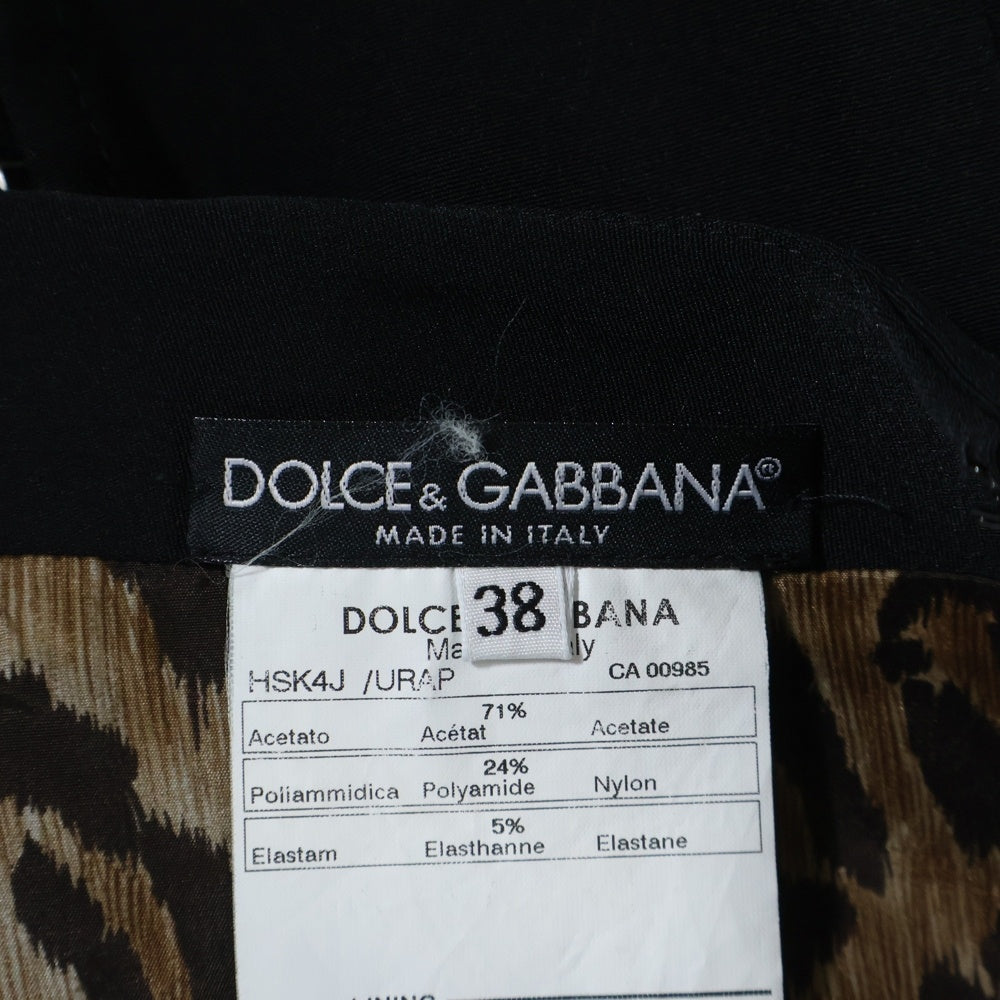 DOLCE & GABBANA®
MADE IN ITALY
38
DOLCE BANA
HSK4J /URAP
CA 00985
71%
Acetato Acétat Acetate
24%
Poliammidica Polyamide Nylon
5%
Elastam Elasthanne Elastane
LINING